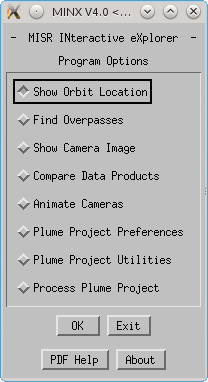 MINX V4.0 <...
- MISR INteractive eXplorer -
Program Options
Show Orbit Location
Find Overpasses
Show Camera Image
Compare Data Products
Animate Cameras
Plume Project Preferences
Plume Project Utilities
Process Plume Project
OK Exit
PDF Help About